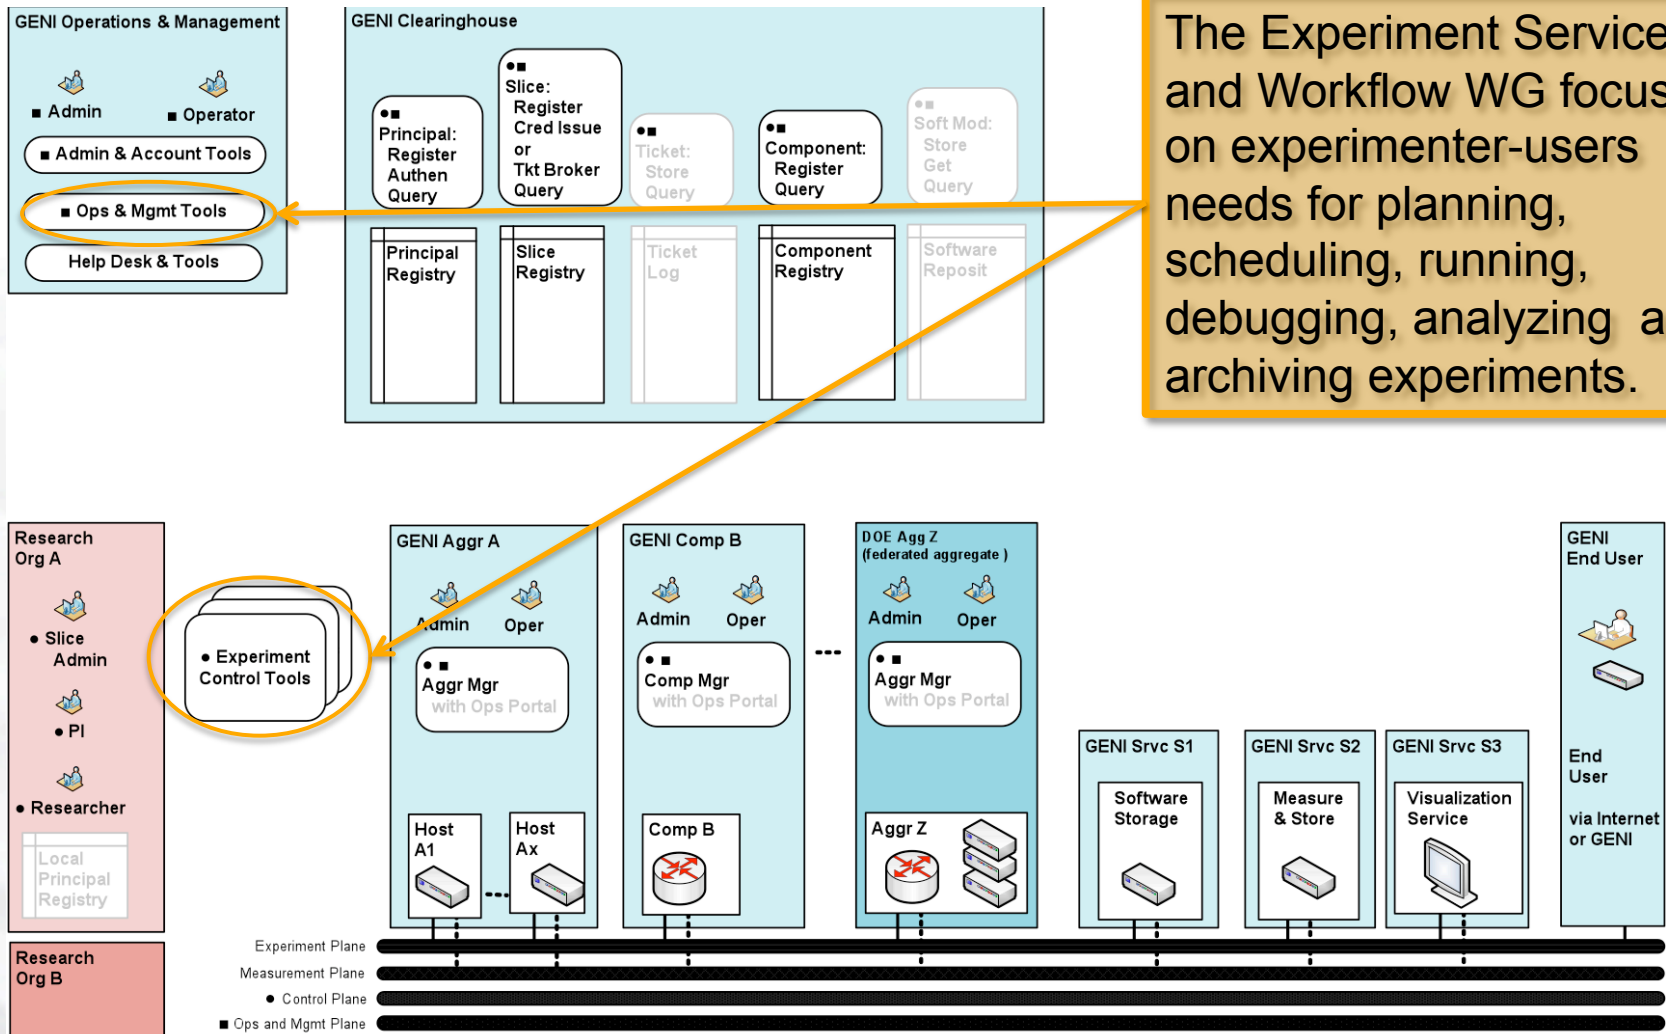 GENI Operations & Management
■ Admin
■ Operator
■ Admin & Account Tools
■ Ops & Mgmt Tools
Help Desk & Tools
GENI Clearinghouse
●■
Principal:
Register
Authen
Query
●■
Slice:
Register
Cred Issue
or
Tkt Broker
Query
●■
Ticket:
Store
Query
●■
Component:
Register
Query
●■
Soft Mod:
Store
Get
Query
Principal
Registry
Slice
Registry
Ticket
Log
Component
Registry
Software
Reposit
The Experiment Service
and Workflow WG focus
on experimenter-users
needs for planning,
scheduling, running,
debugging, analyzing a
archiving experiments.
Research
Org A
● Slice
Admin
● PI
● Researcher
Local
Principal
Registry
Research
Org B
● Experiment
Control Tools
GENI Aggr A
Admin
Oper
● ■
Aggr Mgr
with Ops Portal
Host
A1
Host
Ax
GENI Comp B
Admin
Oper
● ■
Comp Mgr
with Ops Portal
Comp B
DOE Agg Z
(federated aggregate )
Admin
Oper
● ■
Aggr Mgr
with Ops Portal
Aggr Z
GENI Srvc S1
Software
Storage
GENI Srvc S2
Measure
& Store
GENI Srvc S3
Visualization
Service
GENI
End User
End
User
via Internet
or GENI
Experiment Plane
Measurement Plane
● Control Plane
■ Ops and Mgmt Plane